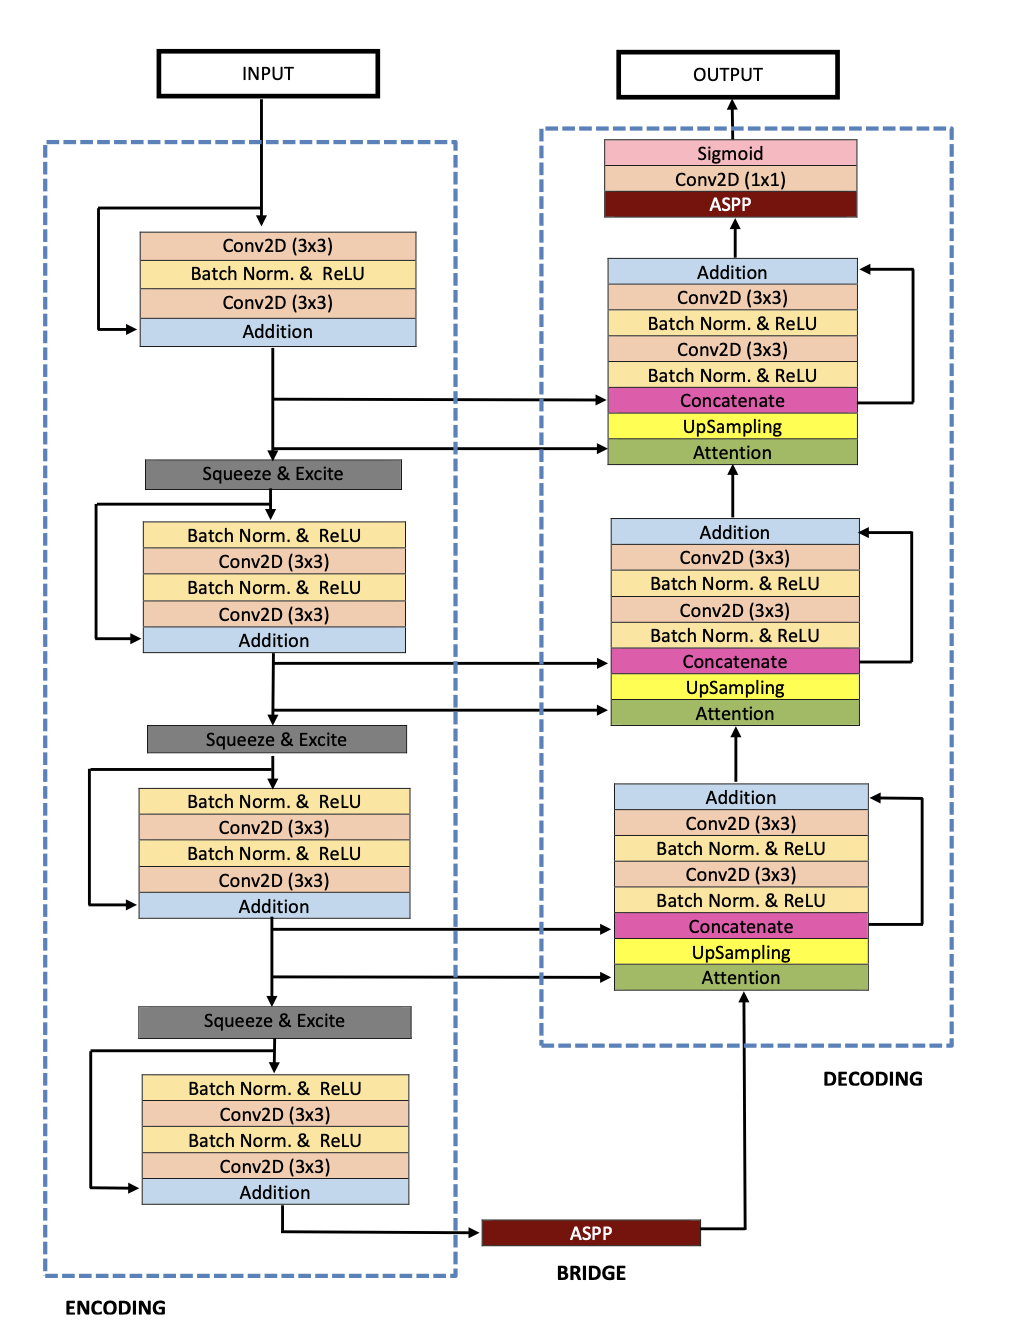 INPUT
Conv2D (3x3)
Batch Norm. & ReLU
Conv2D (3x3)
Addition
Squeeze & Excite
Batch Norm. & ReLU
Conv2D (3x3)
Batch Norm. & ReLU
Conv2D (3x3)
Addition
Squeeze & Excite
Batch Norm. & ReLU
Conv2D (3x3)
Batch Norm. & ReLU
Conv2D (3x3)
Addition
Squeeze & Excite
Batch Norm. & ReLU
Conv2D (3x3)
Batch Norm. & ReLU
Conv2D (3x3)
Addition
ENCODING
ASPP
BRIDGE
OUTPUT
Sigmoid
Conv2D (1x1)
ASPP
Addition
Conv2D (3x3)
Batch Norm. & ReLU
Conv2D (3x3)
Batch Norm. & ReLU
Concatenate
UpSampling
Attention
Addition
Conv2D (3x3)
Batch Norm. & ReLU
Conv2D (3x3)
Batch Norm. & ReLU
Concatenate
UpSampling
Attention
Addition
Conv2D (3x3)
Batch Norm. & ReLU
Conv2D (3x3)
Batch Norm. & ReLU
Concatenate
UpSampling
Attention
DECODING